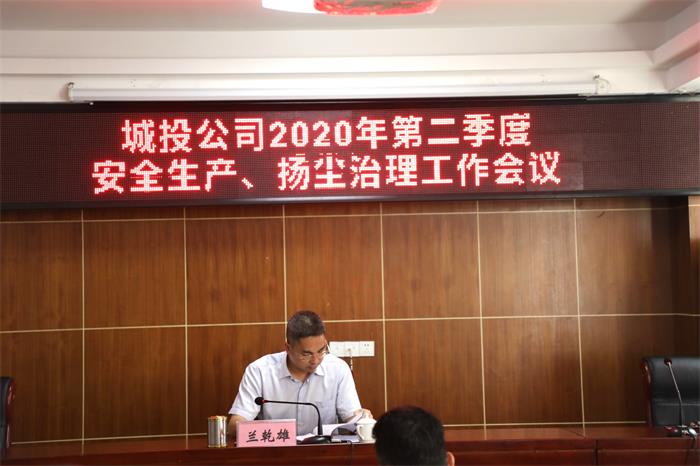 城投公司2020年第二季度
安全生产、扬尘治理工作会议
兰乾雄